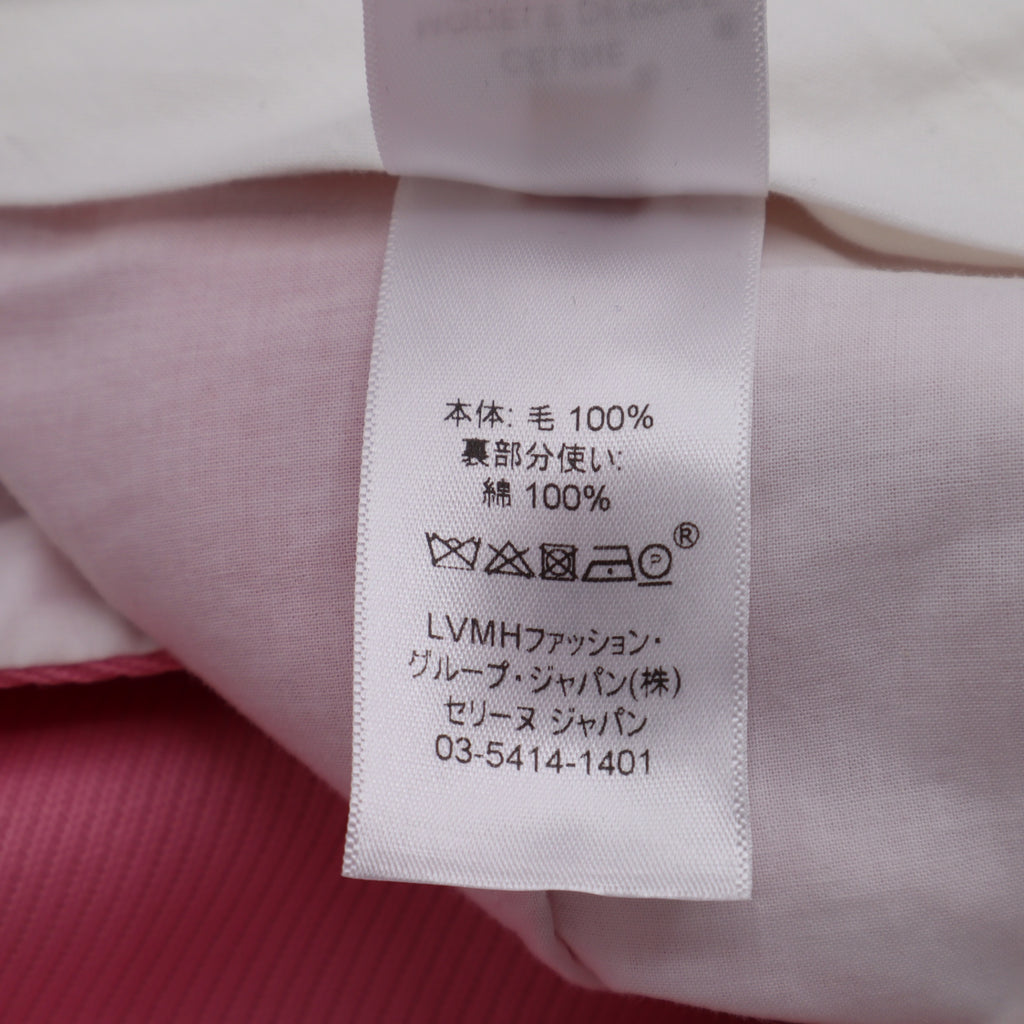 本体: 毛 100%
裏部分使い:
綿 100%
P ®
LVMHファッション・
グループ・ジャパン(株)
セリーヌ ジャパン
03-5414-1401